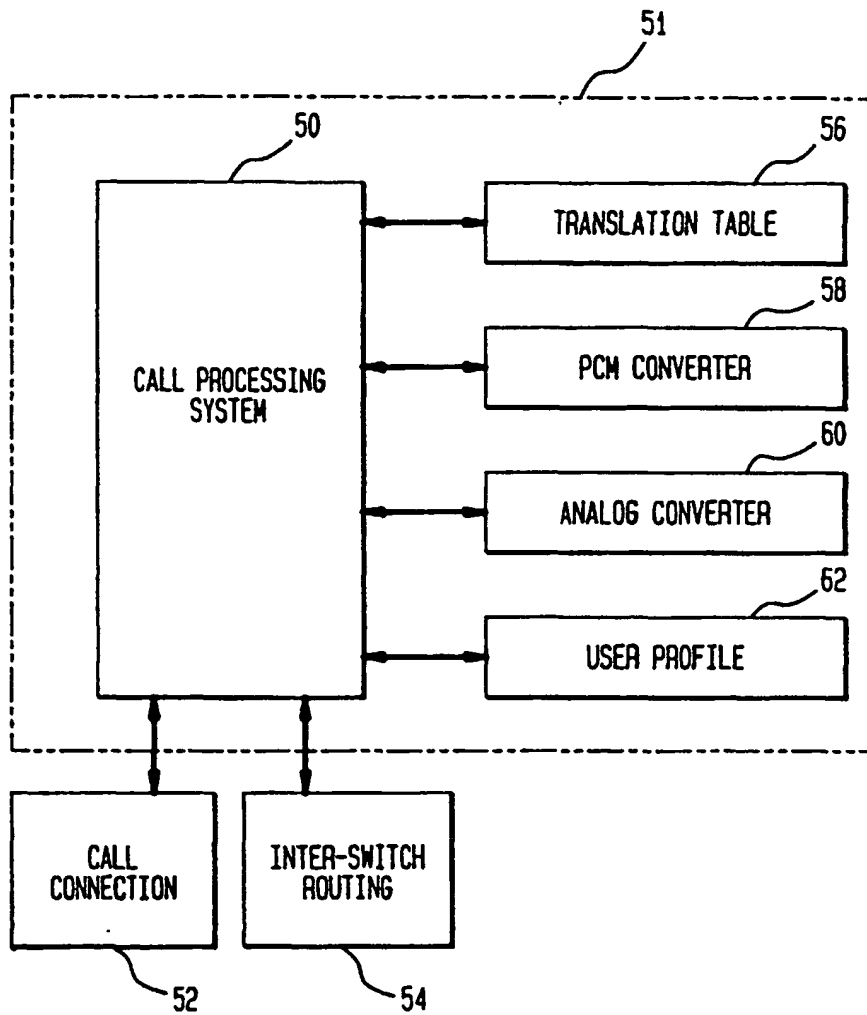 51
50
56
TRANSLATION TABLE
58
PCM CONVERTER
CALL PROCESSING
SYSTEM
60
ANALOG CONVERTER
62
USER PROFILE
CALL
CONNECTION
INTER-SWITCH
ROUTING
52
54